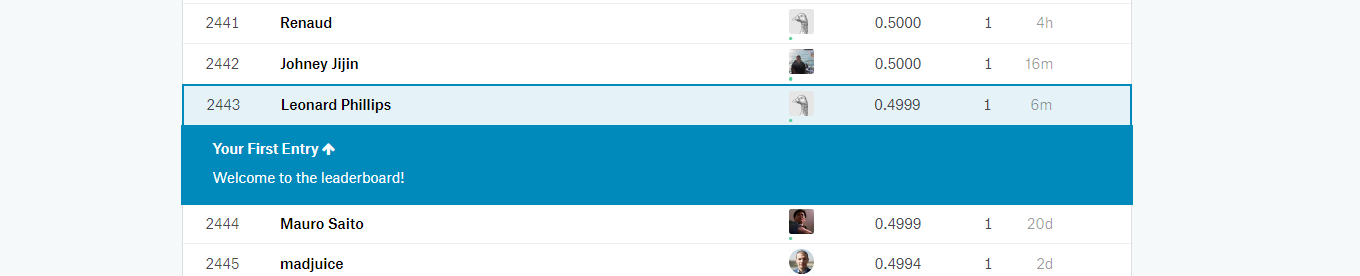 2441 Renaud 0.5000 1 4h
2442 Johney Jijin 0.5000 1 16m
2443 Leonard Phillips 0.4999 1 6m
Your First Entry
Welcome to the leaderboard!
2444 Mauro Saito 0.4999 1 20d
2445 madjuice 0.4994 1 2d